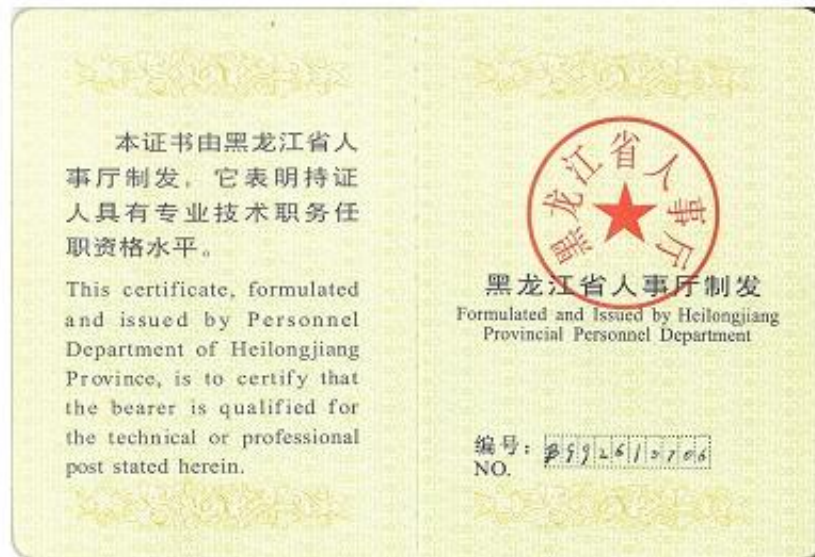 本证书由黑龙江省人
事厅制发，它表明持证
人具有专业技术职务任
职资格水平。
This certificate, formulated
and issued by Personnel
Department of Heilongjiang
Province, is to certify that
the bearer is qualified for
the technical or professional
post stated herein.
黑龙江省人事厅
黑龙江省人事厅制发
Formulated and Issued by Heilongjiang
Provincial Personnel Department
编号：
NO.